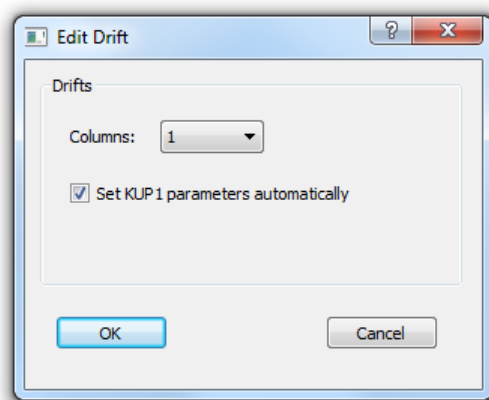 Edit Drift
Drifts
Columns: 1
Set KUP1 parameters automatically
OK Cancel